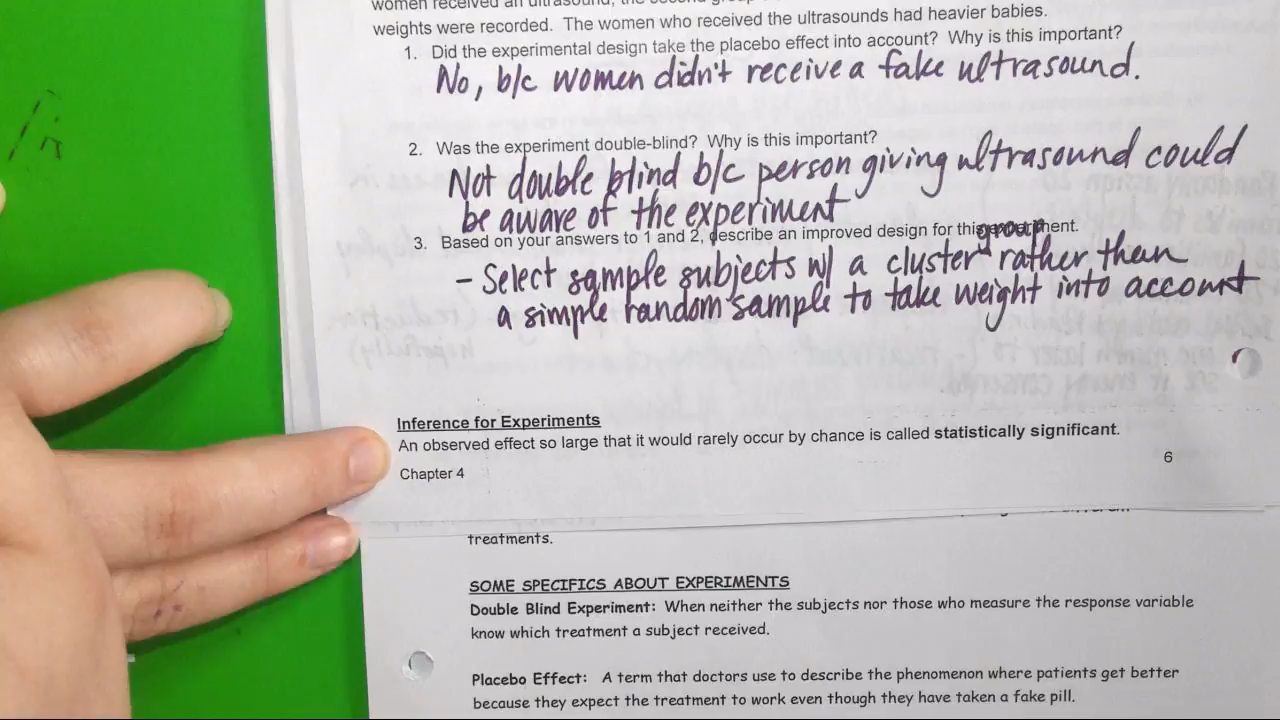 women received an ultrasound, the second group
weights were recorded. The women who received the ultrasounds had heavier babies.
1. Did the experimental design take the placebo effect into account? Why is this important?
No, b/c women didn't receive a fake ultrasound.
2. Was the experiment double-blind? Why is this important?
Not double blind b/c person giving ultrasound could
be aware of the experiment
3. Based on your answers to 1 and 2, describe an improved design for this experiment.
group
- Select sample subjects w/ a cluster rather than
a simple random sample to take weight into account
Inference for Experiments
An observed effect so large that it would rarely occur by chance is called statistically significant.
6
Chapter 4
treatments.
SOME SPECIFICS ABOUT EXPERIMENTS
Double Blind Experiment: When neither the subjects nor those who measure the response variable
know which treatment a subject received.
Placebo Effect: A term that doctors use to describe the phenomenon where patients get better
because they expect the treatment to work even though they have taken a fake pill.